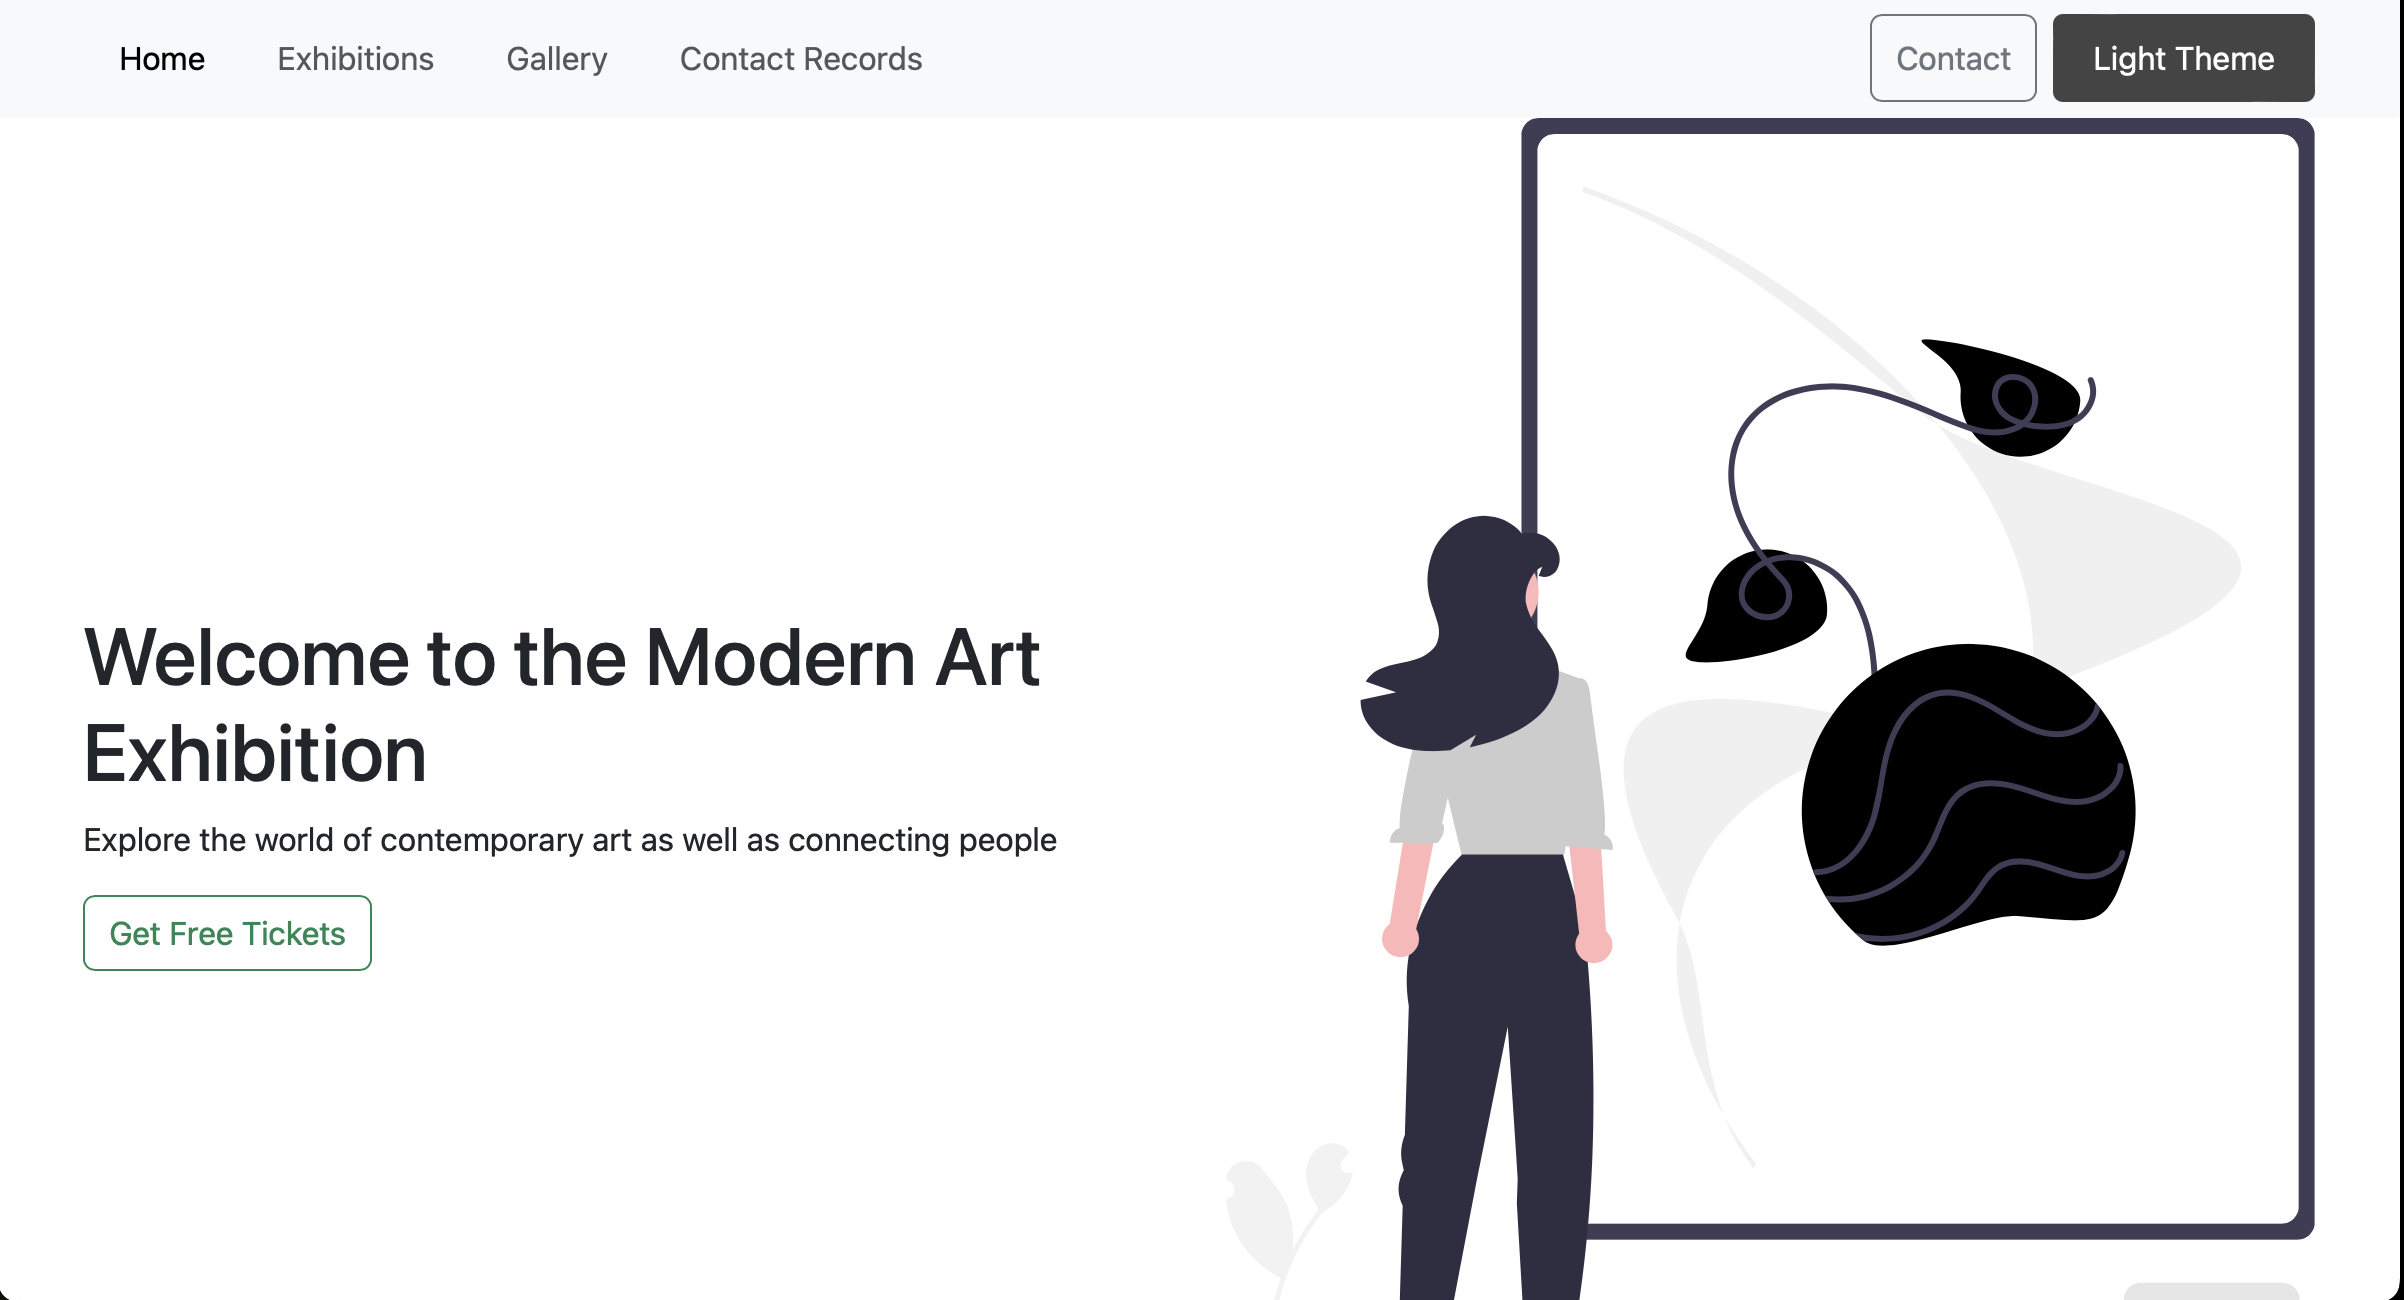 Home Exhibitions Gallery Contact Records Contact Light Theme
Welcome to the Modern Art
Exhibition
Explore the world of contemporary art as well as connecting people
Get Free Tickets